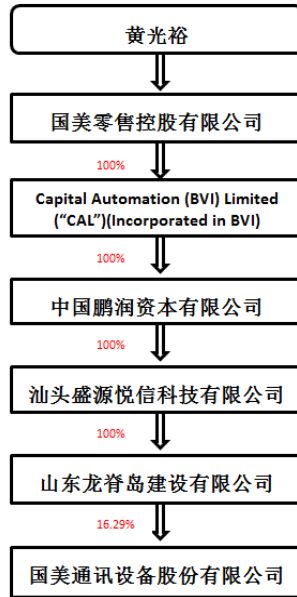 黄光裕
国美零售控股有限公司
100%
Capital Automation (BVI) Limited
(“CAL”)(Incorporated in BVI)
100%
中国鹏润资本有限公司
100%
汕头盛源悦信科技有限公司
100%
山东龙脊岛建设有限公司
16.29%
国美通讯设备股份有限公司